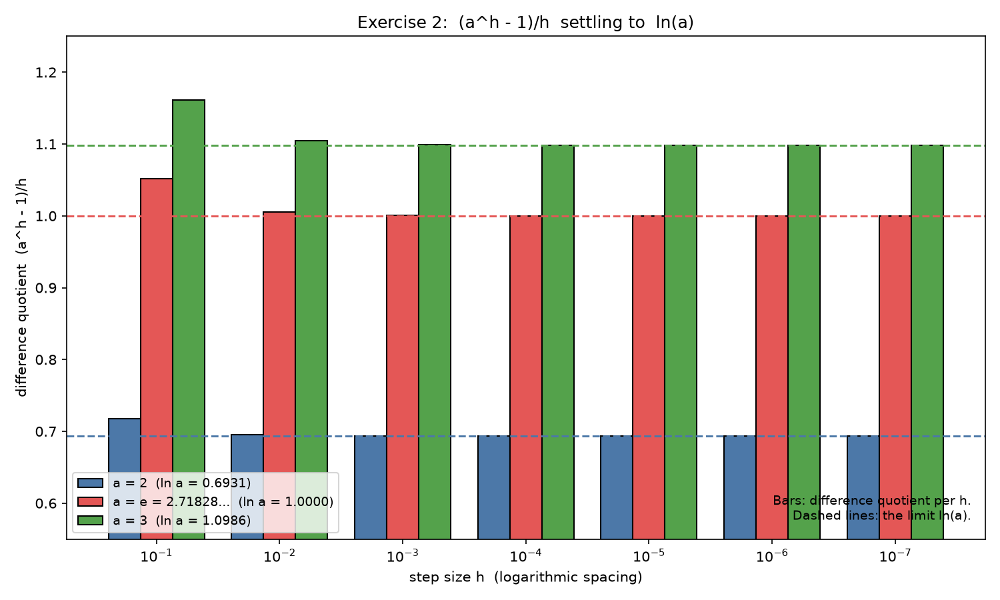 Exercise 2:  (a^h - 1)/h  settling to  ln(a)
difference quotient  (a^h - 1)/h
1.2
1.1
1.0
0.9
0.8
0.7
0.6
a = 2  (ln a = 0.6931)
a = e = 2.71828...  (ln a = 1.0000)
a = 3  (ln a = 1.0986)
Bars: difference quotient per h.
Dashed lines: the limit ln(a).
10⁻¹ 10⁻² 10⁻³ 10⁻⁴ 10⁻⁵ 10⁻⁶ 10⁻⁷
step size h  (logarithmic spacing)